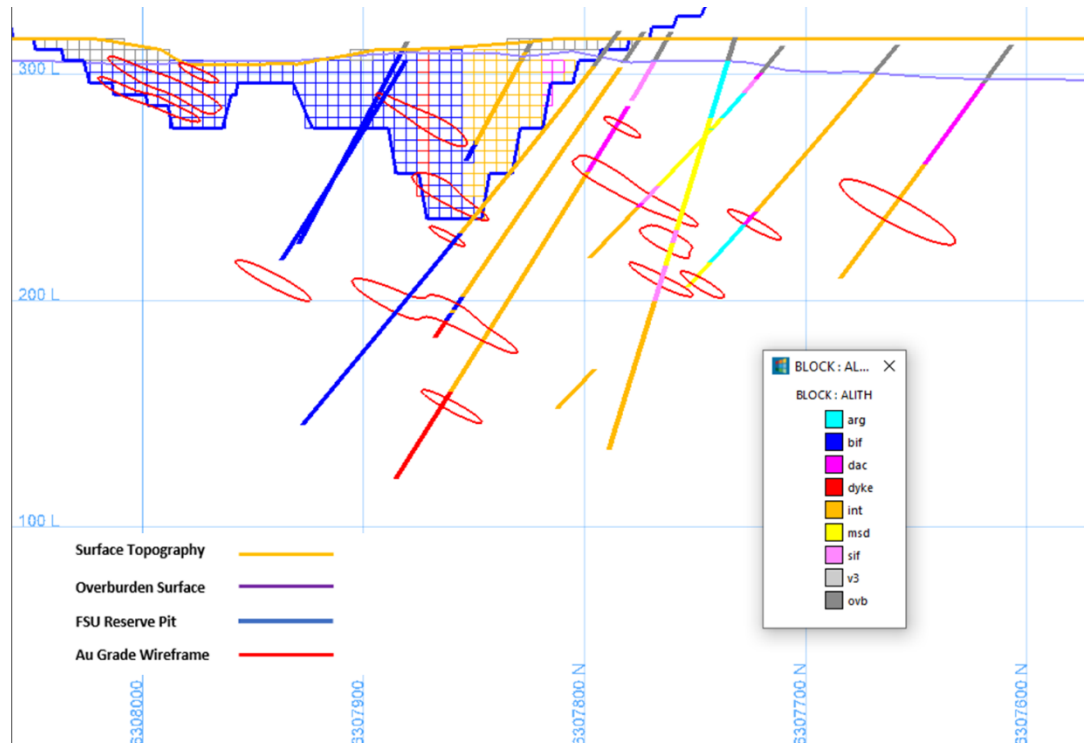 300 L
200 L
100 L
BLOCK : AL...
BLOCK : ALITH
arg
bif
dac
dyke
int
msd
sif
v3
ovb
Surface Topography
Overburden Surface
FSU Reserve Pit
Au Grade Wireframe
6308000
6307900
6307800 N
6307700 N
6307600 N